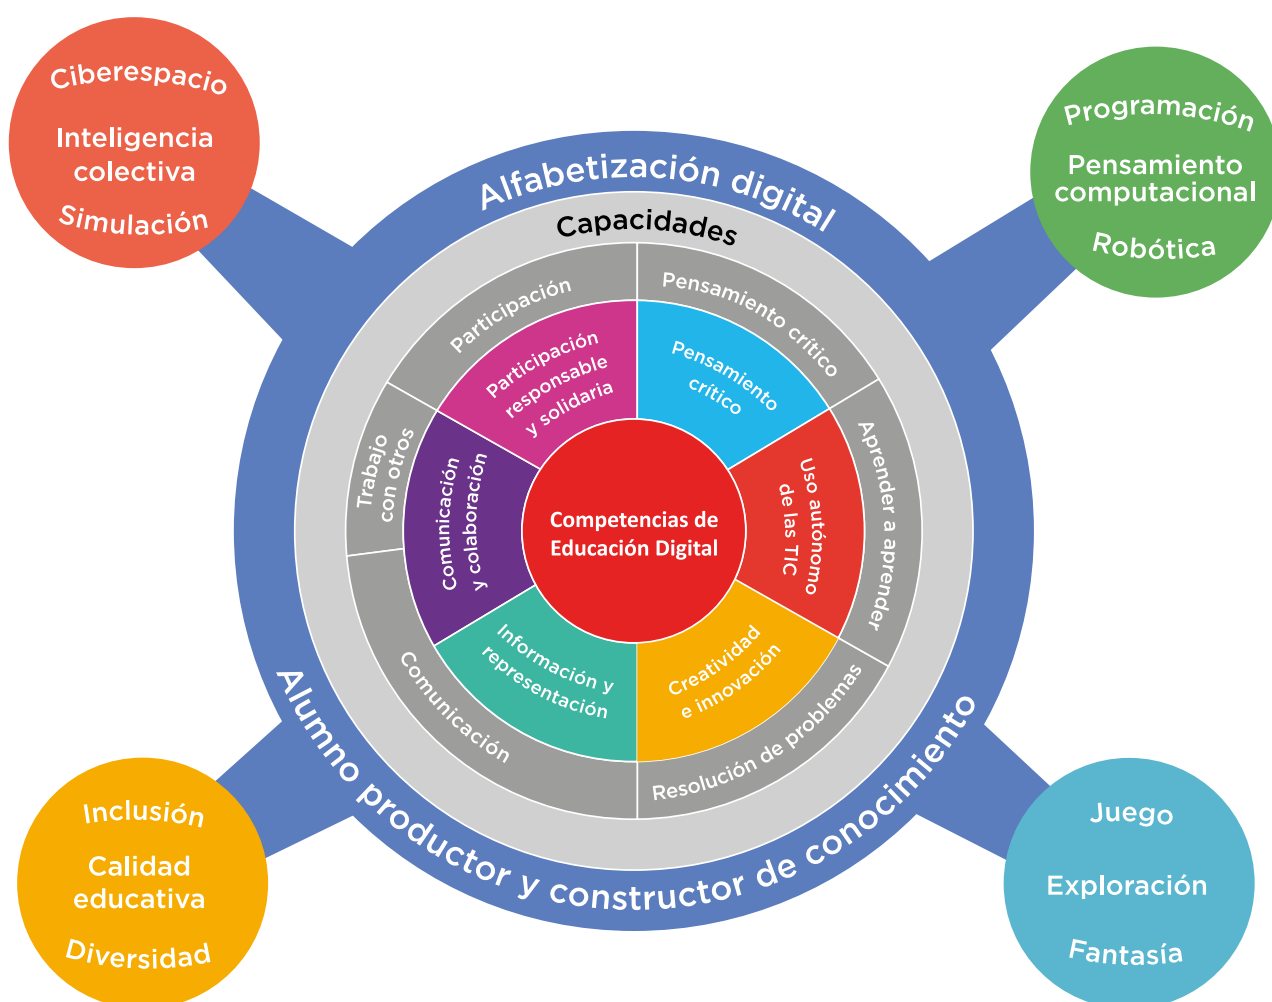 Ciberespacio
Inteligencia
colectiva
Simulación
Programación
Pensamiento
computacional
Robótica
Alfabetización digital
Capacidades
Participación
Pensamiento crítico
Trabajo
con otros
Aprender a aprender
Comunicación
Resolución de problemas
Participación
responsable
y solidaria
Pensamiento
crítico
Comunicación
y colaboración
Uso autónomo
de las TIC
Información y
representación
Creatividad
e innovación
Competencias de
Educación Digital
Alumno productor y constructor de conocimiento
Inclusión
Calidad
educativa
Diversidad
Juego
Exploración
Fantasía